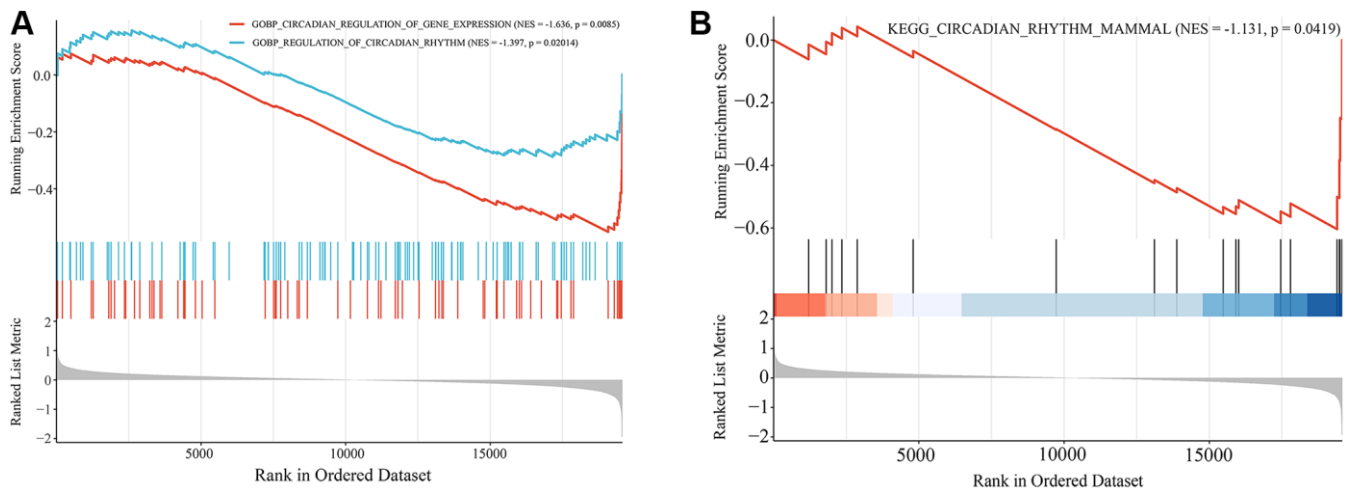 A
GOBP_CIRCADIAN_REGULATION_OF_GENE_EXPRESSION (NES = -1.636, p = 0.0085)
GOBP_REGULATION_OF_CIRCADIAN_RHYTHM (NES = -1.397, p = 0.02014)
Running Enrichment Score
0.0
−0.2
−0.4
Ranked List Metric
2
1
0
−1
−2
5000 10000 15000
Rank in Ordered Dataset
B
KEGG_CIRCADIAN_RHYTHM_MAMMAL (NES = -1.131, p = 0.0419)
Running Enrichment Score
0.0
−0.2
−0.4
−0.6
Ranked List Metric
2
1
0
−1
−2
5000 10000 15000
Rank in Ordered Dataset